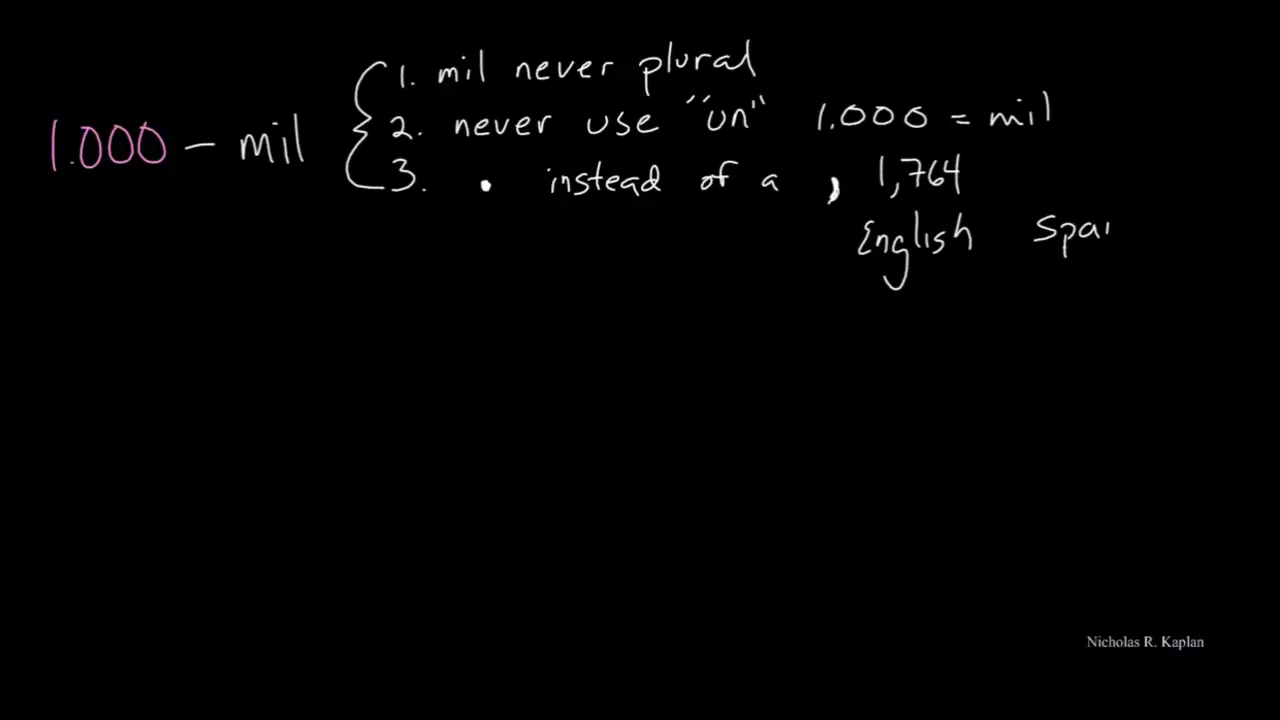 1. mil never plural
1.000 - mil
2. never use "un" 1.000 = mil
3. . instead of a , 1,764
English Spai
Nicholas R. Kaplan